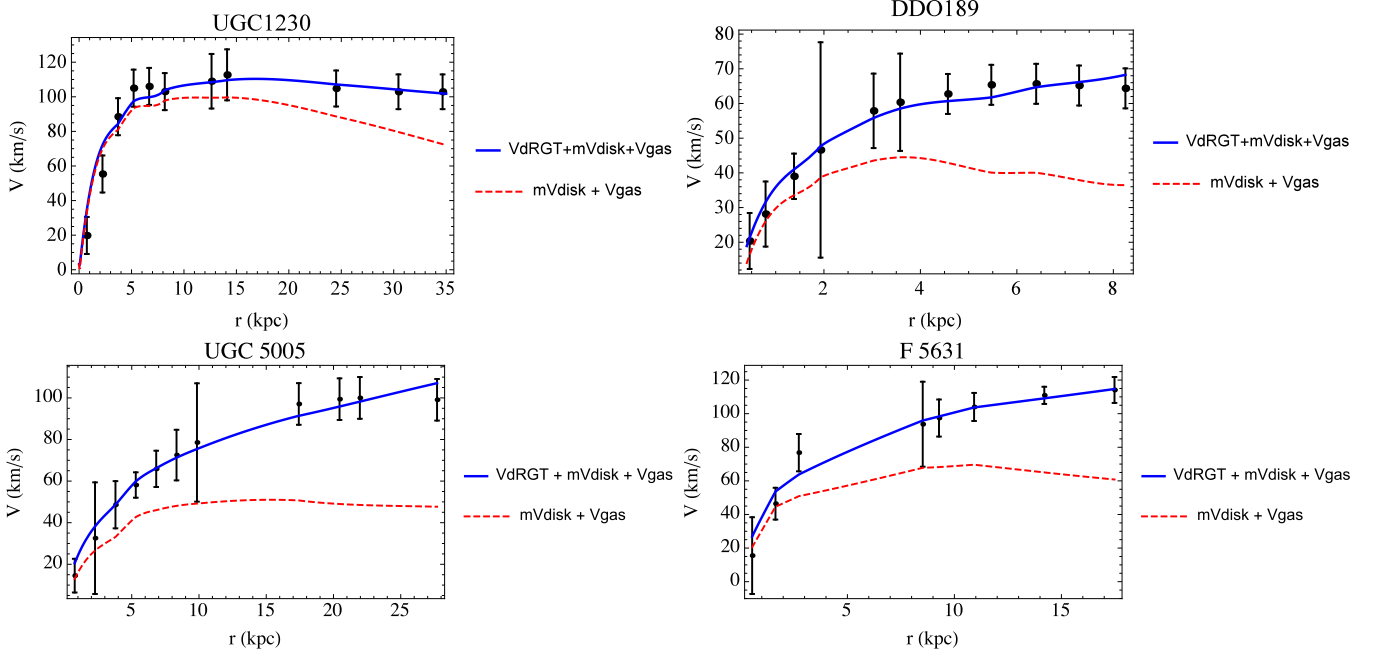 UGC1230
V (km/s)
120
100
80
60
40
20
0
0 5 10 15 20 25 30 35
r (kpc)
VdRGT+mVdisk+Vgas
mVdisk + Vgas
DDO189
V (km/s)
80
70
60
50
40
30
20
2 4 6 8
r (kpc)
VdRGT+mVdisk+Vgas
mVdisk + Vgas
UGC 5005
V (km/s)
100
80
60
40
20
5 10 15 20 25
r (kpc)
VdRGT + mVdisk + Vgas
mVdisk + Vgas
F 5631
V (km/s)
120
100
80
60
40
20
0
5 10 15
r (kpc)
VdRGT + mVdisk + Vgas
mVdisk + Vgas